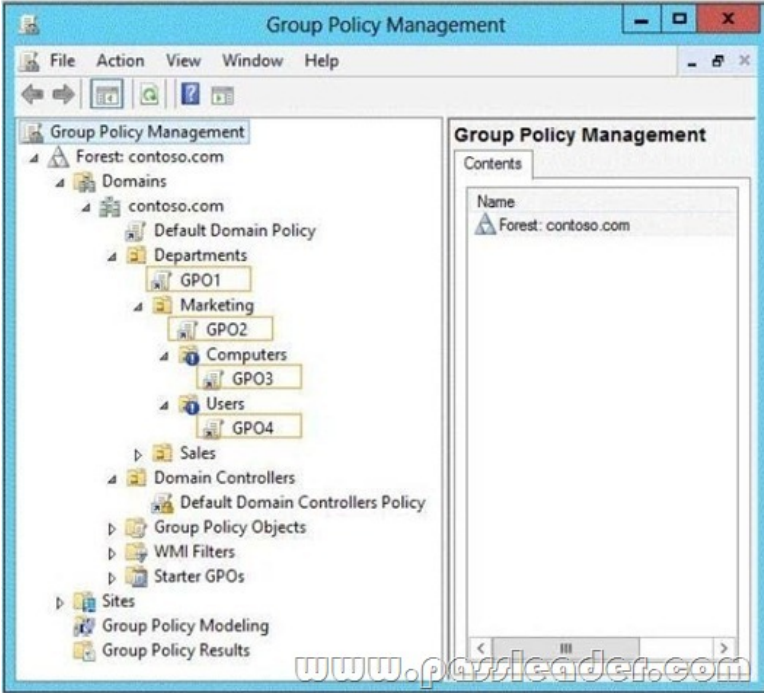 Group Policy Management
File Action View Window Help
Group Policy Management
Forest: contoso.com
Domains
contoso.com
Default Domain Policy
Departments
GPO1
Marketing
GPO2
Computers
GPO3
Users
GPO4
Sales
Domain Controllers
Default Domain Controllers Policy
Group Policy Objects
WMI Filters
Starter GPOs
Sites
Group Policy Modeling
Group Policy Results
Group Policy Management
Contents
Name
Forest: contoso.com
www.passleader.com